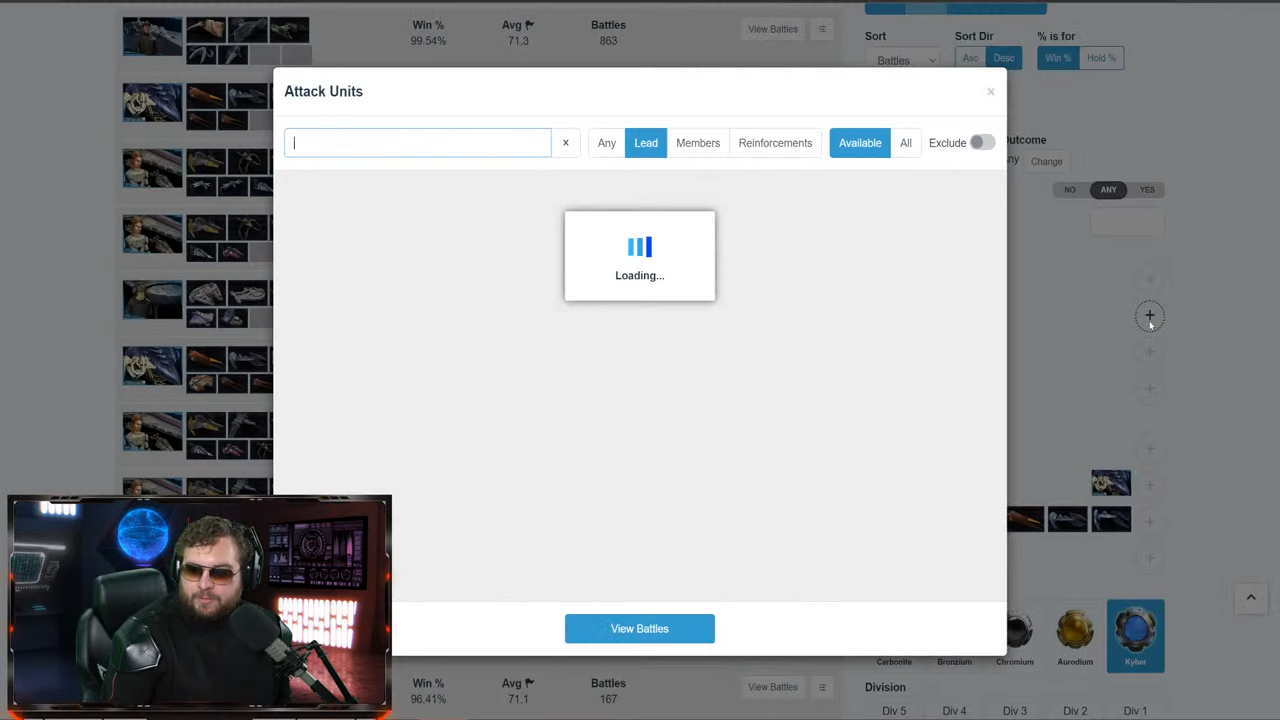 Win %
Avg
Battles
99.54%
71.3
863
View Battles
Sort
Sort Dir
% is for
Battles
Asc
Desc
Win %
Hold %
Attack Units
×
x
Any
Lead
Members
Reinforcements
Available
All
Exclude
Outcome
Any
Change
NO
ANY
YES
Loading...
View Battles
Carbonite
Bronzium
Chromium
Aurodium
Kyber
Win %
Avg
Battles
96.41%
71.1
167
View Battles
Division
Div 5
Div 4
Div 3
Div 2
Div 1